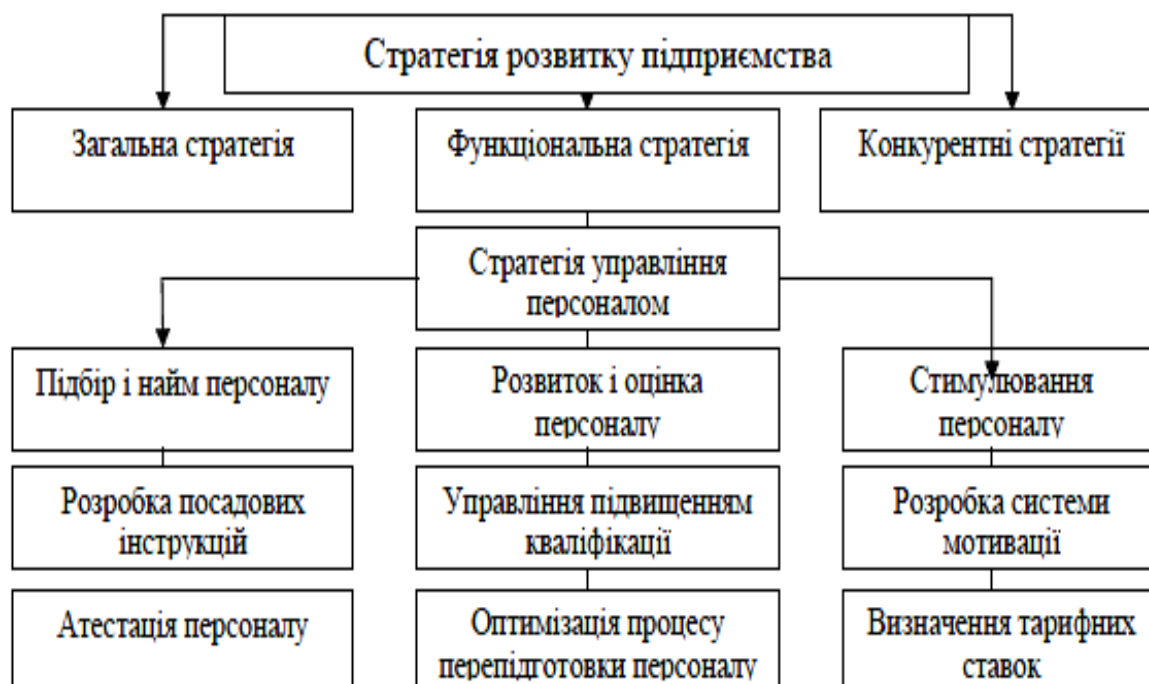 Стратегія розвитку підприємства
Загальна стратегія
Функціональна стратегія
Конкурентні стратегії
Стратегія управління
персоналом
Підбір і найм персоналу
Розвиток і оцінка
персоналу
Стимулювання
персоналу
Розробка посадових
інструкцій
Управління підвищенням
кваліфікації
Розробка системи
мотивації
Атестація персоналу
Оптимізація процесу
перепідготовки персоналу
Визначення тарифних
ставок